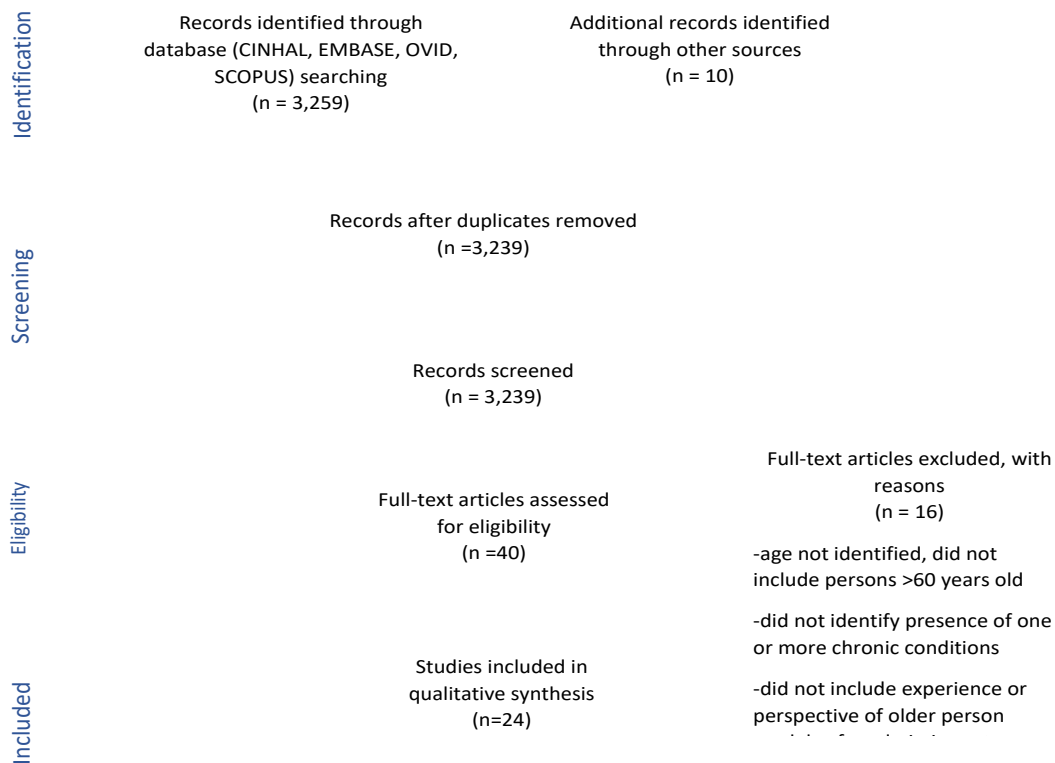 Identification
Records identified through
database (CINHAL, EMBASE, OVID,
SCOPUS) searching
(n = 3,259)
Additional records identified
through other sources
(n = 10)
Screening
Records after duplicates removed
(n =3,239)
Records screened
(n = 3,239)
Eligibility
Full-text articles assessed
for eligibility
(n =40)
Full-text articles excluded, with
reasons
(n = 16)
-age not identified, did not
include persons >60 years old
-did not identify presence of one
or more chronic conditions
-did not include experience or
perspective of older person
Included
Studies included in
qualitative synthesis
(n=24)